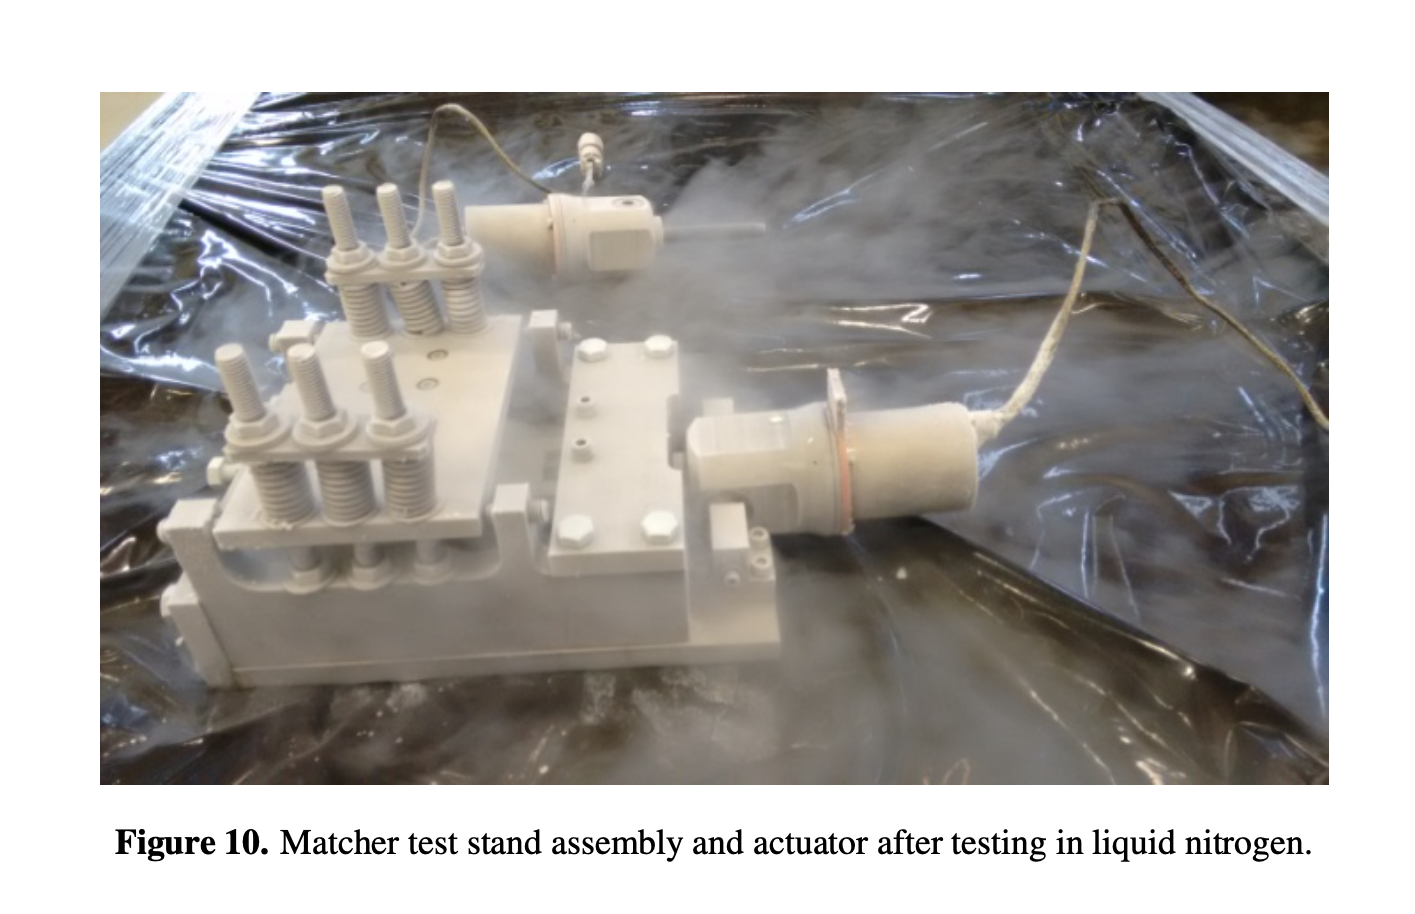 Figure 10. Matcher test stand assembly and actuator after testing in liquid nitrogen.